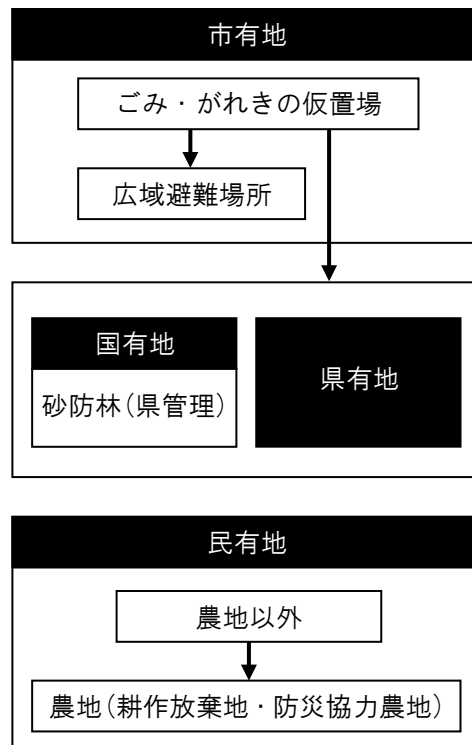 市有地
ごみ・がれきの仮置場
広域避難場所
国有地
砂防林（県管理）
県有地
民有地
農地以外
農地（耕作放棄地・防災協力農地）